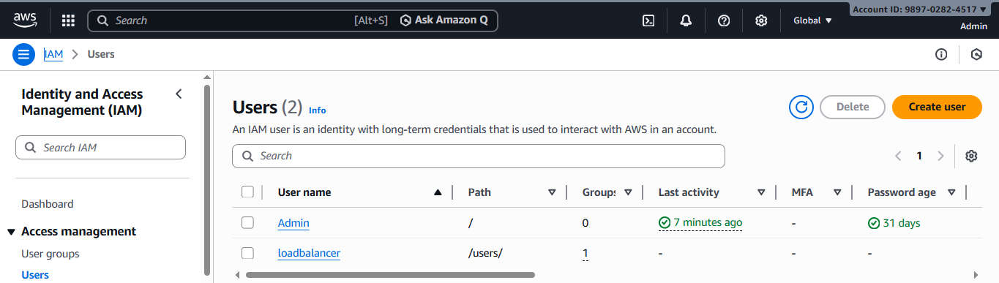 aws
Search [Alt+S] Ask Amazon Q Global Account ID: 9897-0282-4517
Admin
IAM Users
Identity and Access
Management (IAM)
Search IAM
Dashboard
Access management
User groups
Users
Users (2) Info
Delete
Create user
An IAM user is an identity with long-term credentials that is used to interact with AWS in an account.
Search
1
User name Path Groups Last activity MFA Password age
Admin / 0 7 minutes ago - 31 days
loadbalancer /users/ 1 - - -